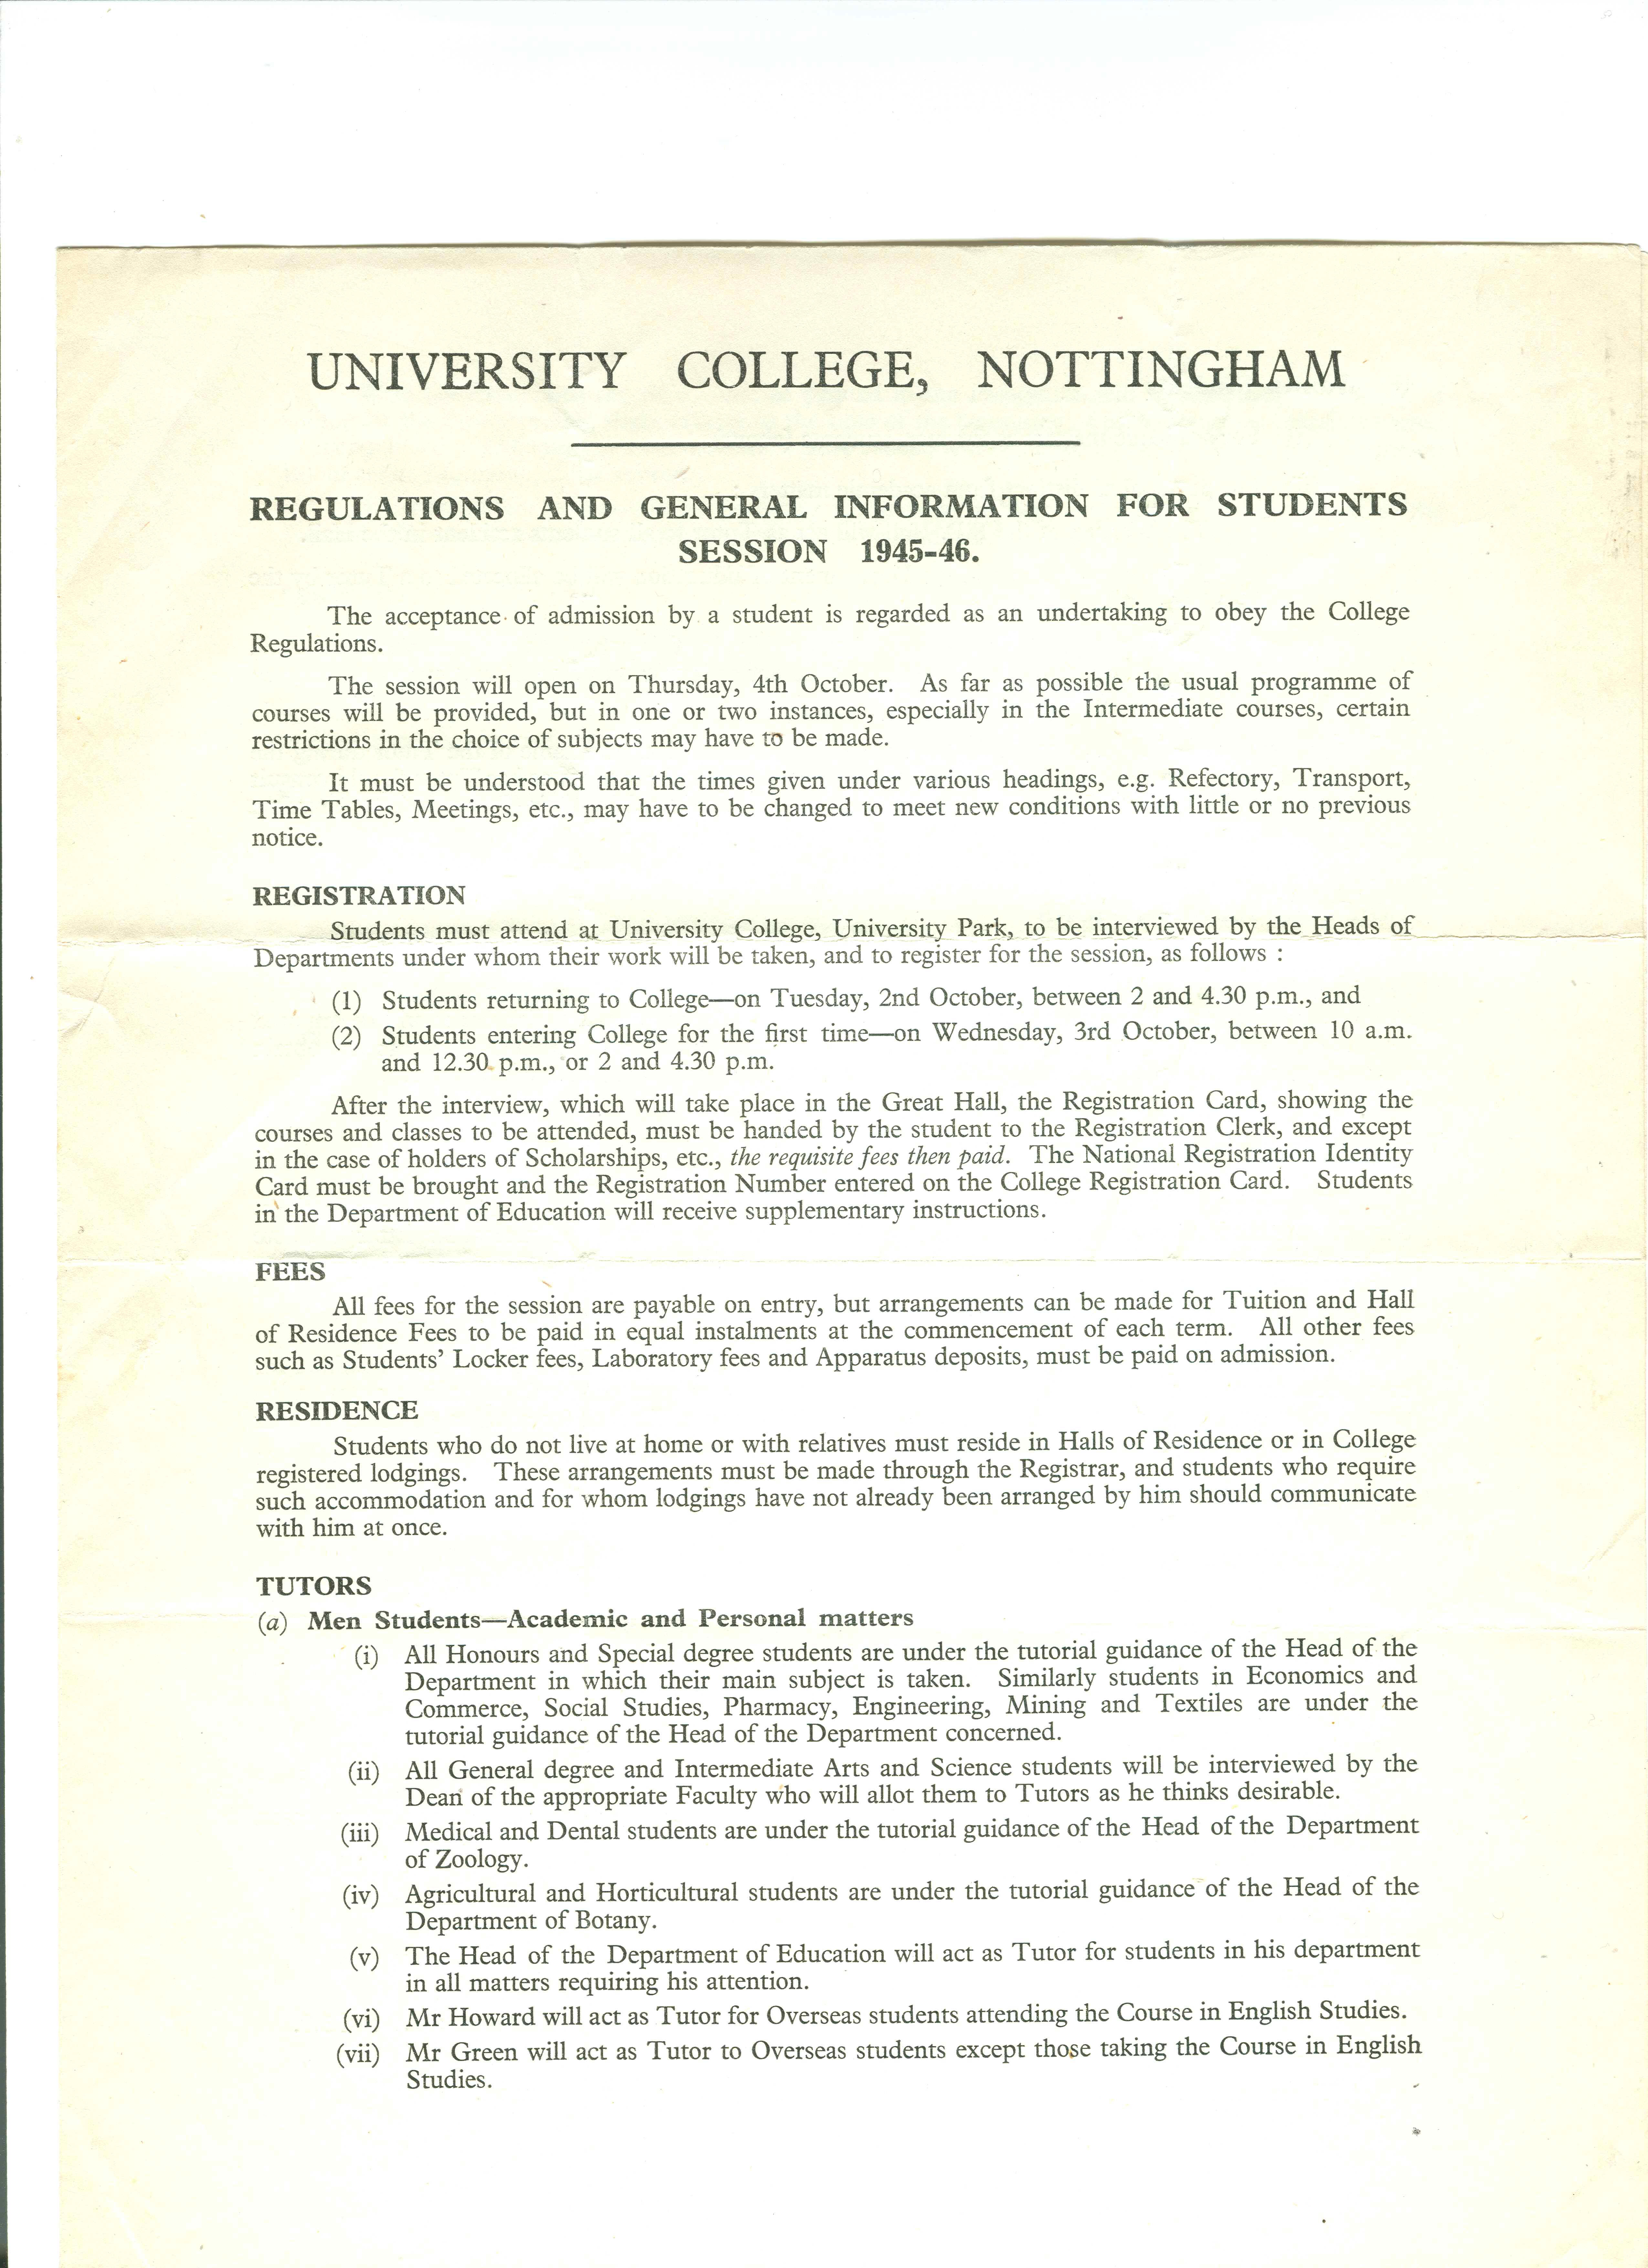 UNIVERSITY COLLEGE, NOTTINGHAM
REGULATIONS AND GENERAL INFORMATION FOR STUDENTS
SESSION 1945-46.
The acceptance of admission by a student is regarded as an undertaking to obey the College
Regulations.
The session will open on Thursday, 4th October. As far as possible the usual programme of
courses will be provided, but in one or two instances, especially in the Intermediate courses, certain
restrictions in the choice of subjects may have to be made.
It must be understood that the times given under various headings, e.g. Refectory, Transport,
Time Tables, Meetings, etc., may have to be changed to meet new conditions with little or no previous
notice.
REGISTRATION
Students must attend at University College, University Park, to be interviewed by the Heads of
Departments under whom their work will be taken, and to register for the session, as follows :
(1) Students returning to College—on Tuesday, 2nd October, between 2 and 4.30 p.m., and
(2) Students entering College for the first time—on Wednesday, 3rd October, between 10 a.m.
and 12.30 p.m., or 2 and 4.30 p.m.
After the interview, which will take place in the Great Hall, the Registration Card, showing the
courses and classes to be attended, must be handed by the student to the Registration Clerk, and except
in the case of holders of Scholarships, etc., the requisite fees then paid. The National Registration Identity
Card must be brought and the Registration Number entered on the College Registration Card. Students
in the Department of Education will receive supplementary instructions.
FEES
All fees for the session are payable on entry, but arrangements can be made for Tuition and Hall
of Residence Fees to be paid in equal instalments at the commencement of each term. All other fees
such as Students' Locker fees, Laboratory fees and Apparatus deposits, must be paid on admission.
RESIDENCE
Students who do not live at home or with relatives must reside in Halls of Residence or in College
registered lodgings. These arrangements must be made through the Registrar, and students who require
such accommodation and for whom lodgings have not already been arranged by him should communicate
with him at once.
TUTORS
(a) Men Students—Academic and Personal matters
(i) All Honours and Special degree students are under the tutorial guidance of the Head of the
Department in which their main subject is taken. Similarly students in Economics and
Commerce, Social Studies, Pharmacy, Engineering, Mining and Textiles are under the
tutorial guidance of the Head of the Department concerned.
(ii) All General degree and Intermediate Arts and Science students will be interviewed by the
Dean of the appropriate Faculty who will allot them to Tutors as he thinks desirable.
(iii) Medical and Dental students are under the tutorial guidance of the Head of the Department
of Zoology.
(iv) Agricultural and Horticultural students are under the tutorial guidance of the Head of the
Department of Botany.
(v) The Head of the Department of Education will act as Tutor for students in his department
in all matters requiring his attention.
(vi) Mr Howard will act as Tutor for Overseas students attending the Course in English Studies.
(vii) Mr Green will act as Tutor to Overseas students except those taking the Course in English
Studies.